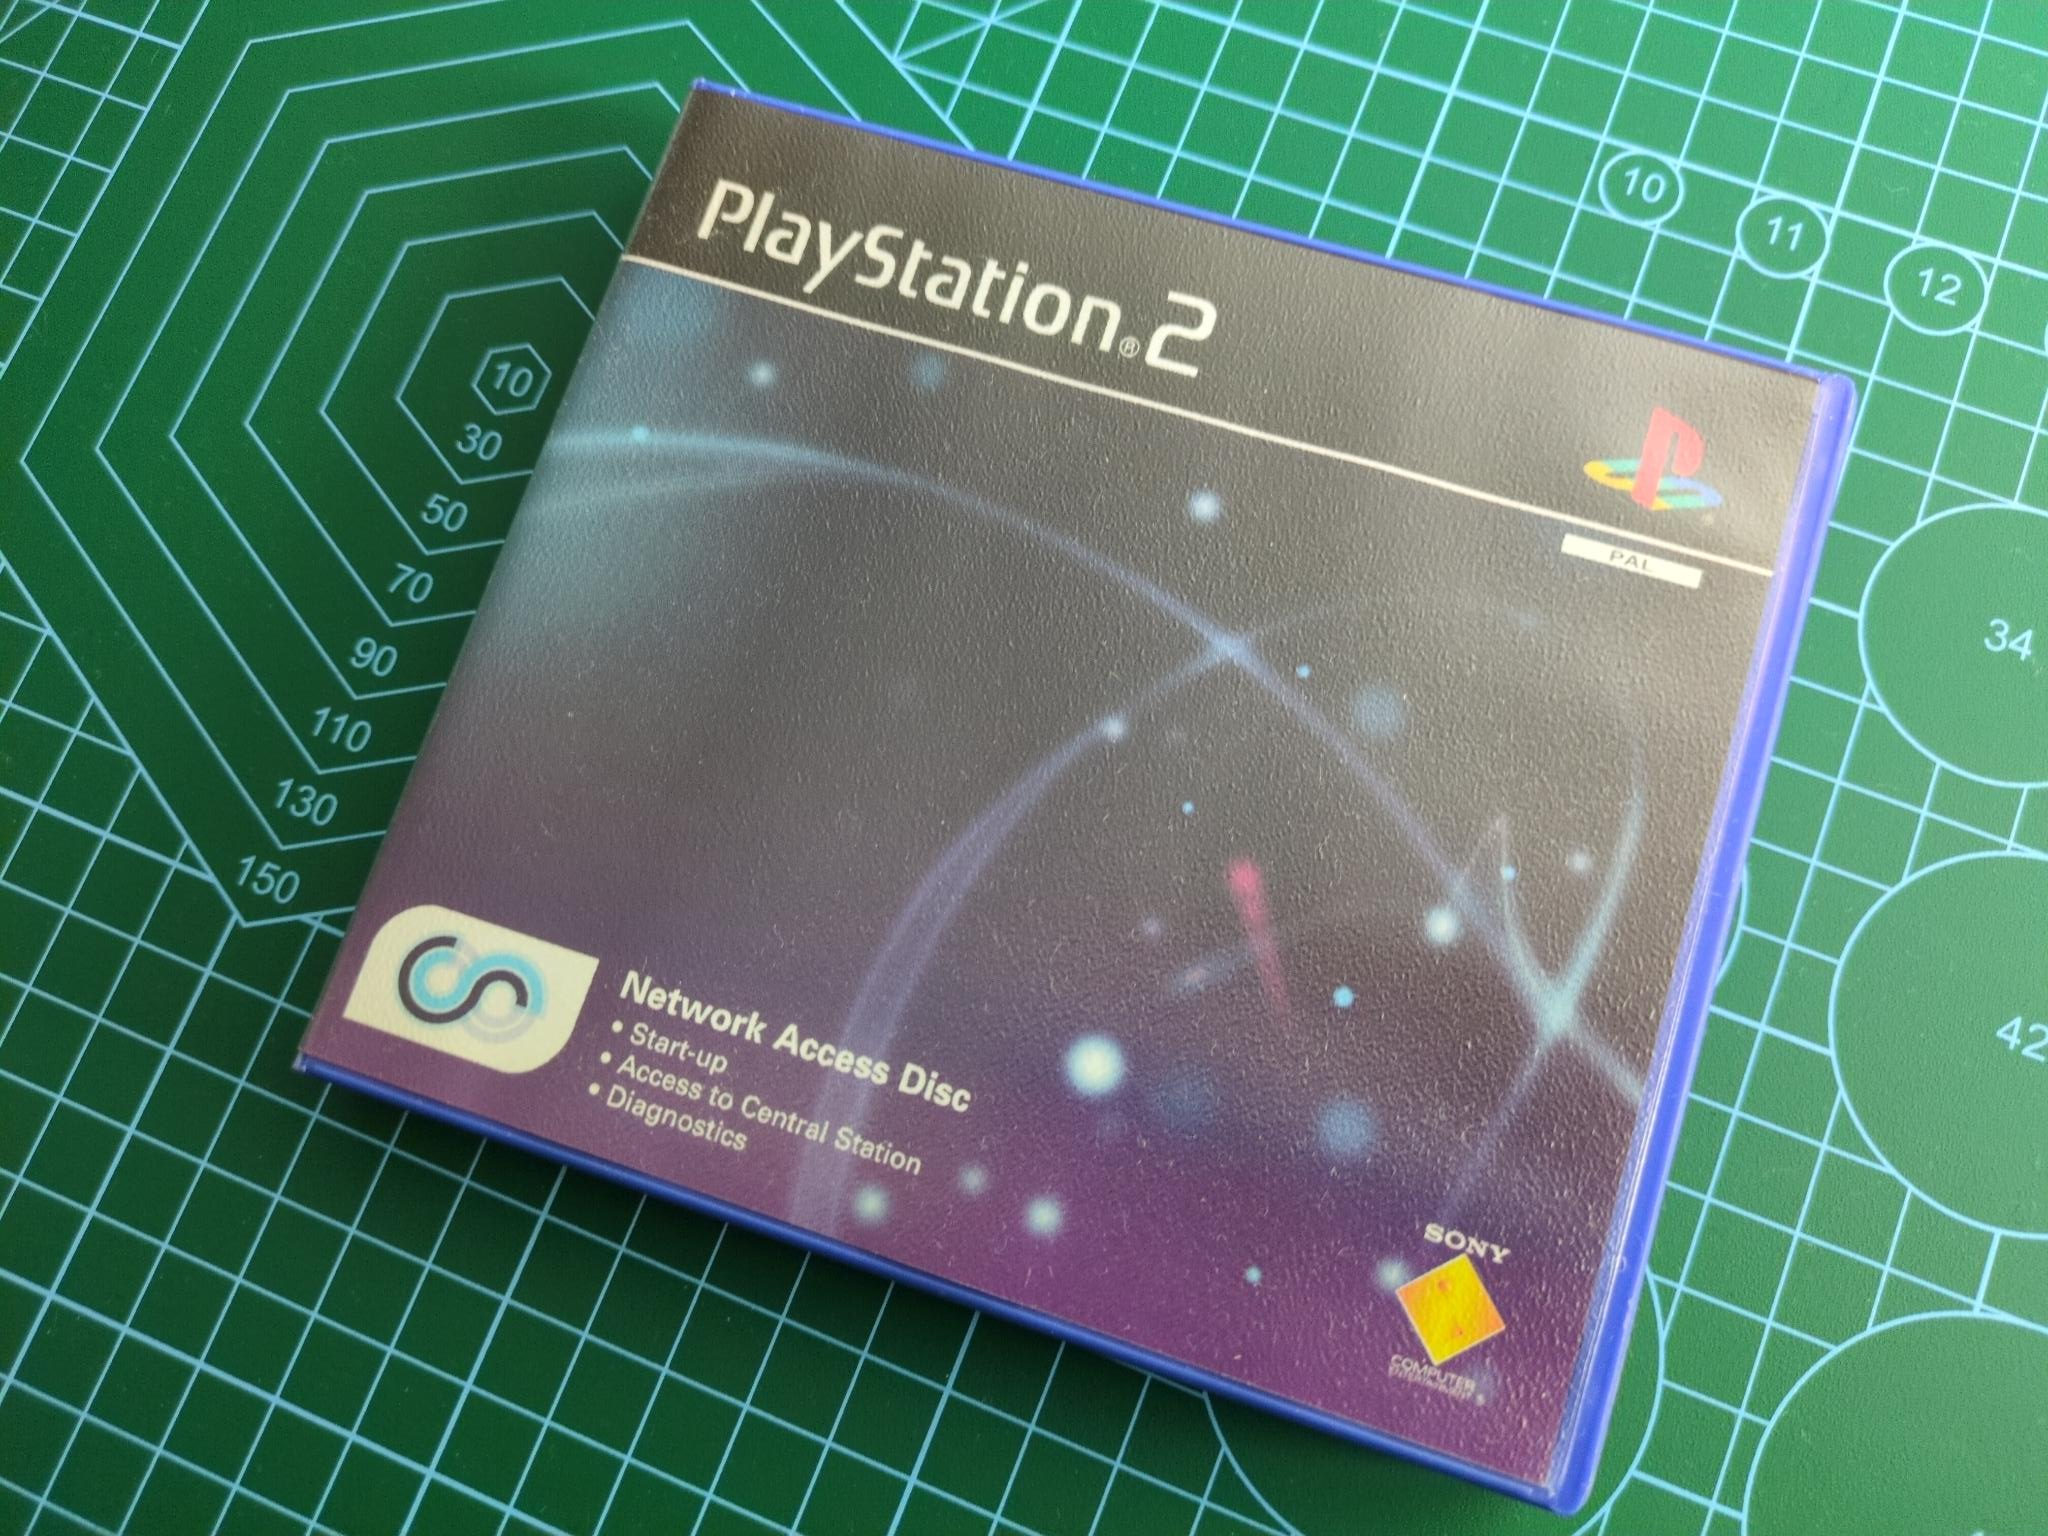 PlayStation®2
PAL
Network Access Disc
• Start-up
• Access to Central Station
• Diagnostics
SONY
COMPUTER
10
30
50
70
90
110
130
150
10
11
12
34
42